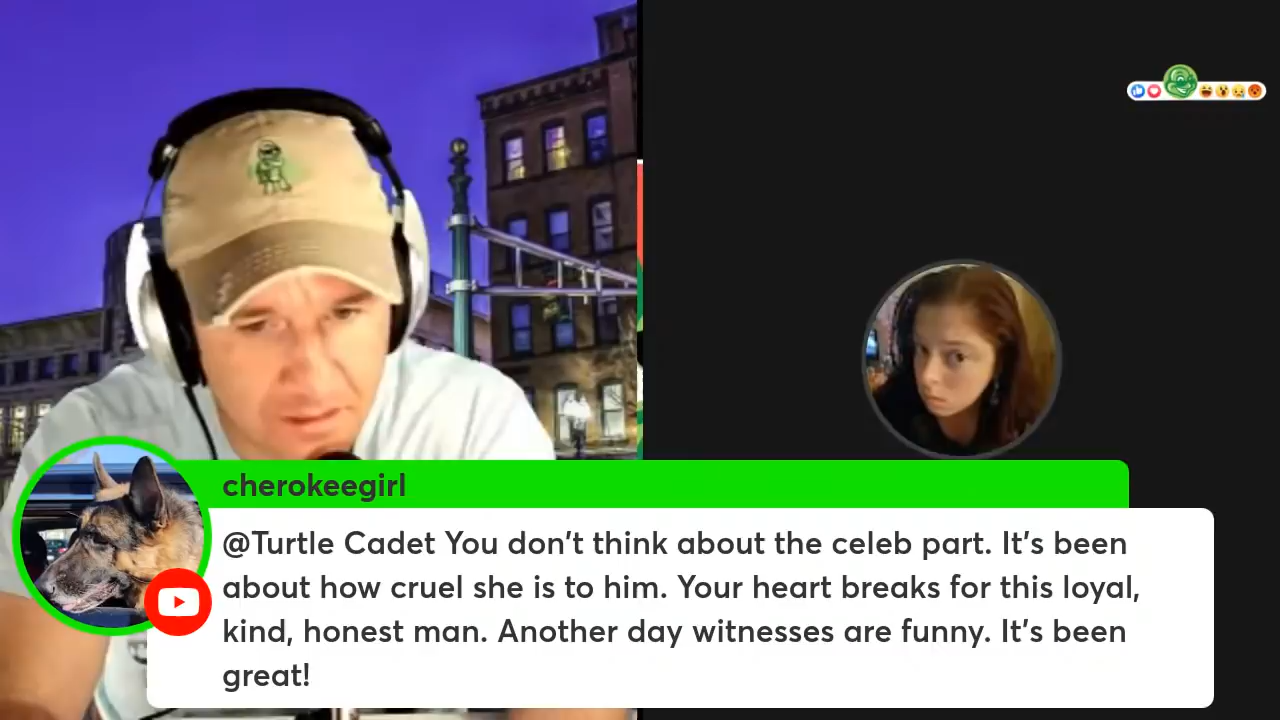 cherokeegirl
@Turtle Cadet You don't think about the celeb part. It's been
about how cruel she is to him. Your heart breaks for this loyal,
kind, honest man. Another day witnesses are funny. It's been
great!